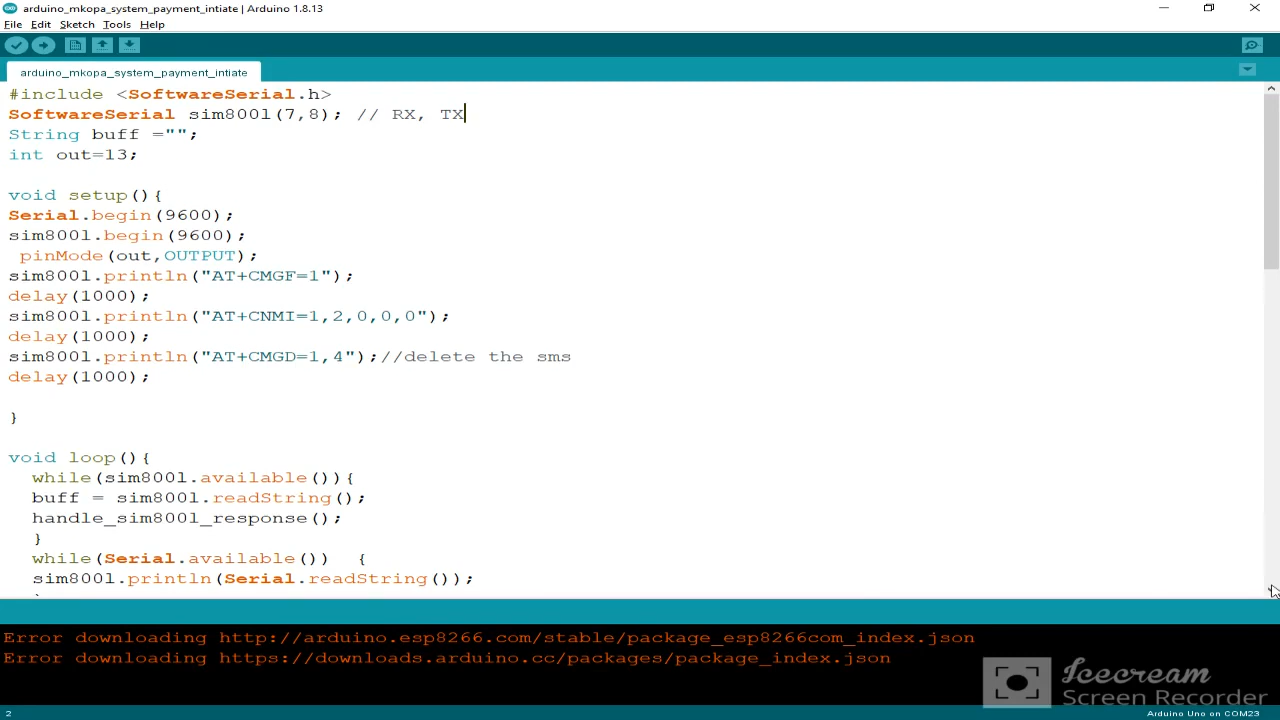 arduino_mkopa_system_payment_intiate | Arduino 1.8.13
File Edit Sketch Tools Help
arduino_mkopa_system_payment_intiate
#include <SoftwareSerial.h>
SoftwareSerial sim800l(7,8); // RX, TX
String buff ="";
int out=13;
void setup(){
Serial.begin(9600);
sim800l.begin(9600);
pinMode(out,OUTPUT);
sim800l.println("AT+CMGF=1");
delay(1000);
sim800l.println("AT+CNMI=1,2,0,0,0");
delay(1000);
sim800l.println("AT+CMGD=1,4");//delete the sms
delay(1000);
}
void loop(){
while(sim800l.available()){
buff = sim800l.readString();
handle_sim800l_response();
}
while(Serial.available())  {
sim800l.println(Serial.readString());
Error downloading http://arduino.esp8266.com/stable/package_esp8266com_index.json
Error downloading https://downloads.arduino.cc/packages/package_index.json
Icecream
Screen Recorder
2
Arduino Uno on COM23